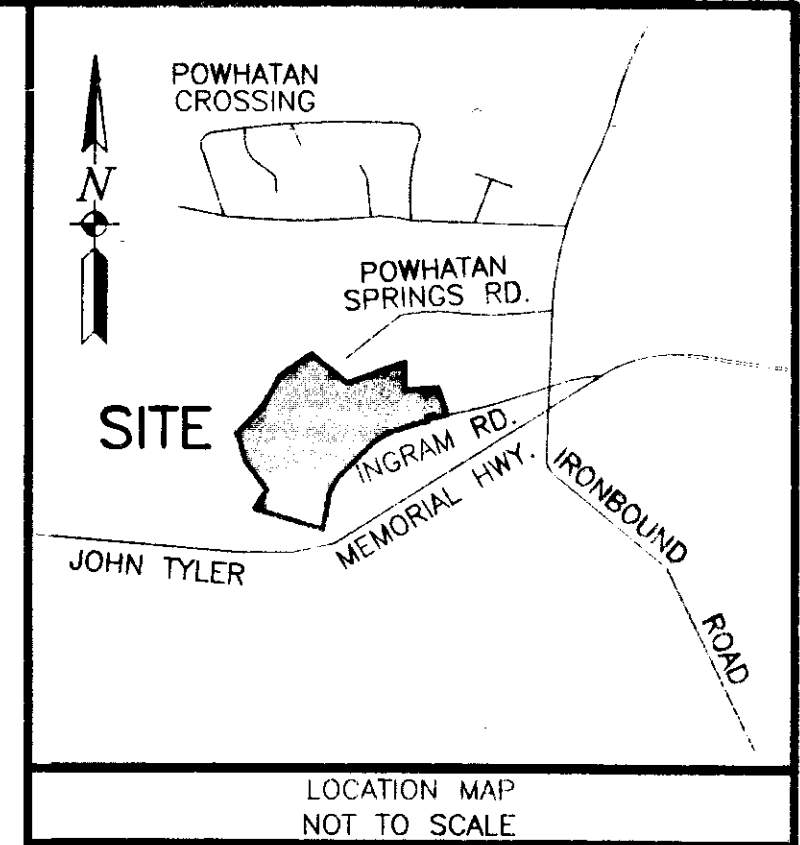 POWHATAN
CROSSING
N
POWHATAN
SPRINGS RD.
SITE
INGRAM RD.
JOHN TYLER
MEMORIAL HWY.
IRONBOUND
ROAD
LOCATION MAP
NOT TO SCALE